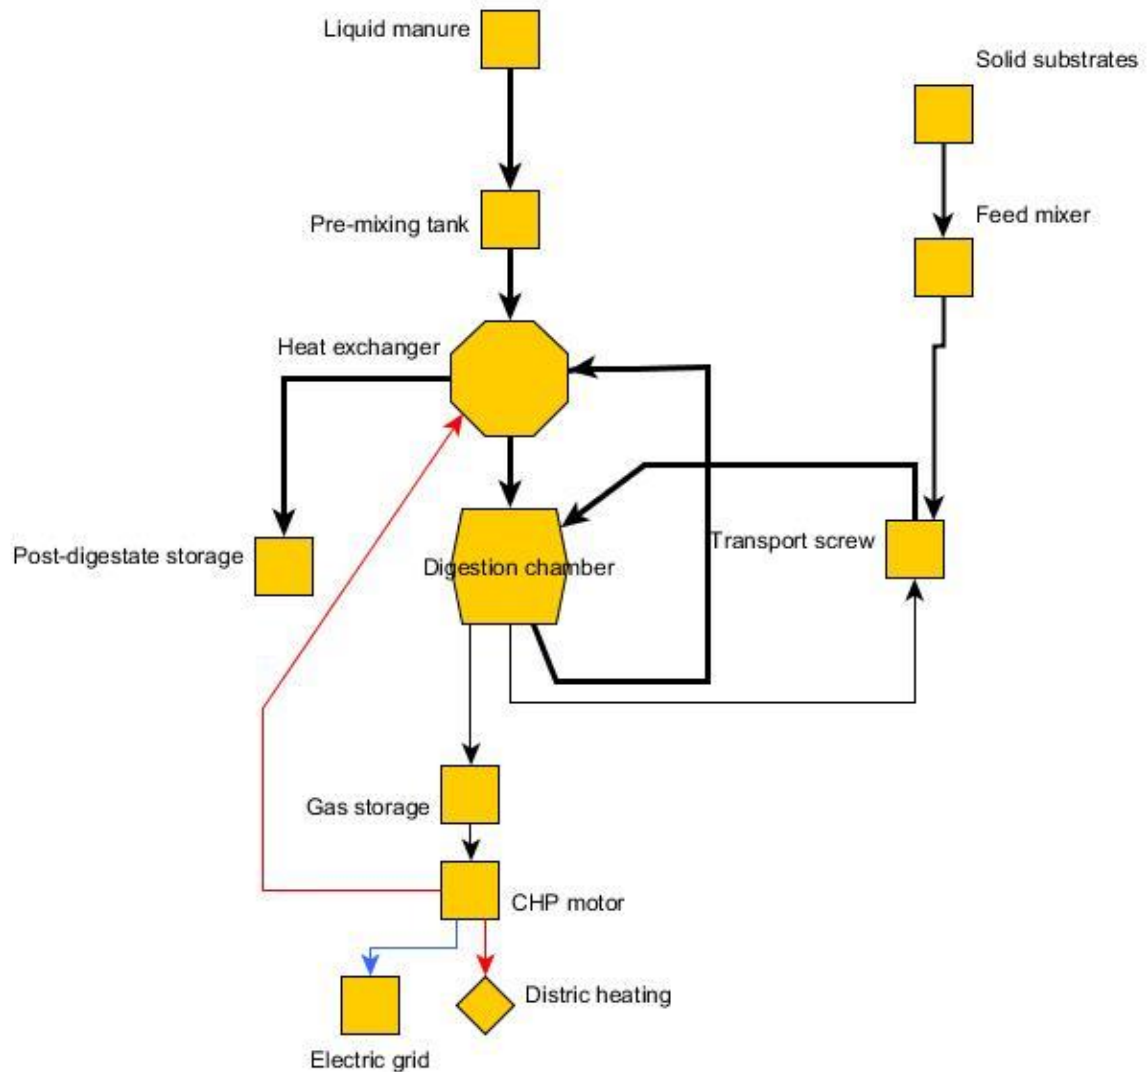 Liquid manure
Solid substrates
Pre-mixing tank
Feed mixer
Heat exchanger
Post-digestate storage
Digestion chamber
Transport screw
Gas storage
CHP motor
Distric heating
Electric grid